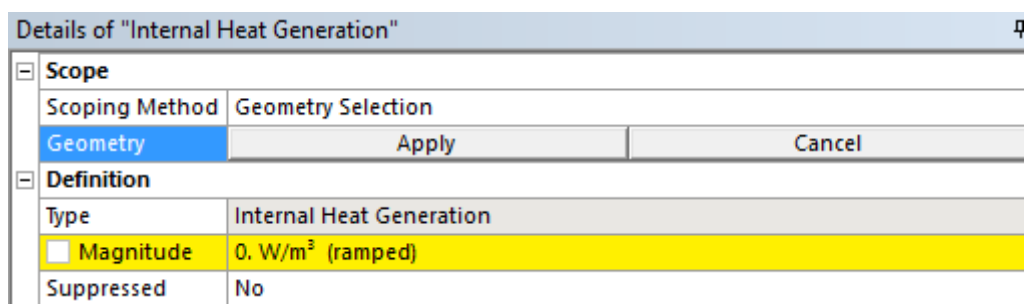 Details of "Internal Heat Generation"
Scope
Scoping Method Geometry Selection
Geometry Apply Cancel
Definition
Type Internal Heat Generation
Magnitude 0. W/m³ (ramped)
Suppressed No